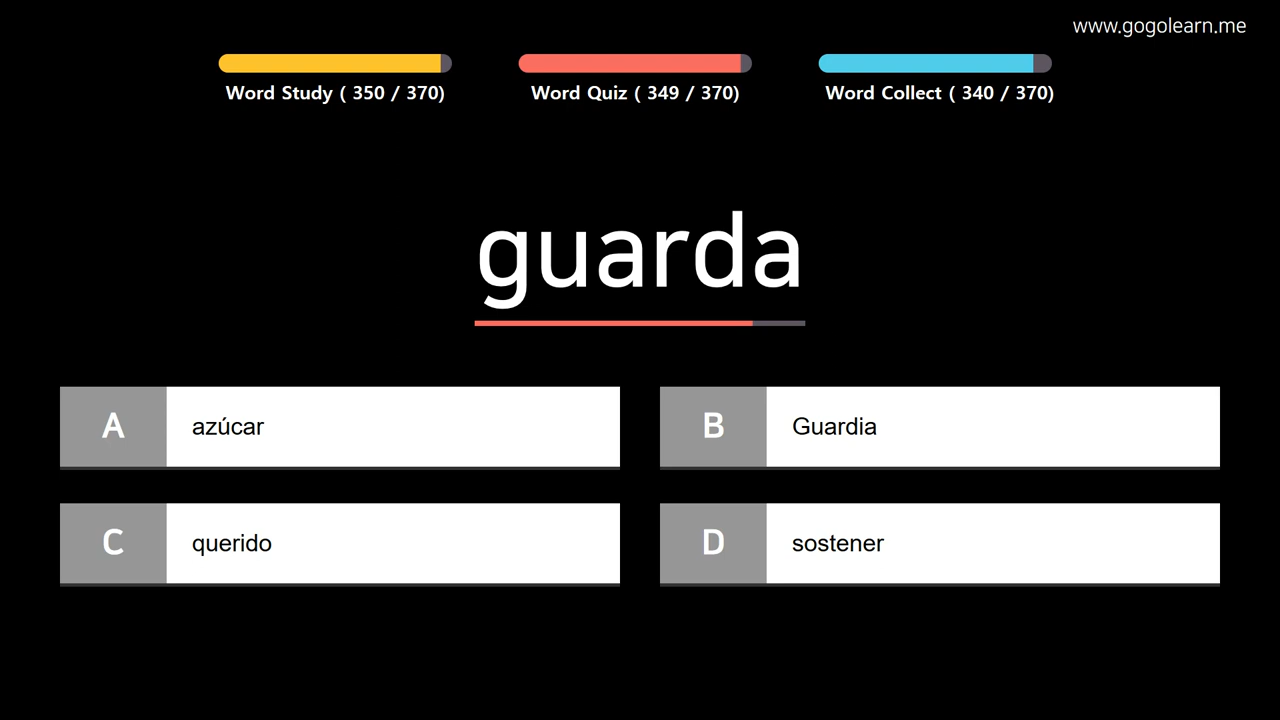 www.gogolearn.me
Word Study ( 350 / 370)
Word Quiz ( 349 / 370)
Word Collect ( 340 / 370)
guarda
A azúcar
B Guardia
C querido
D sostener